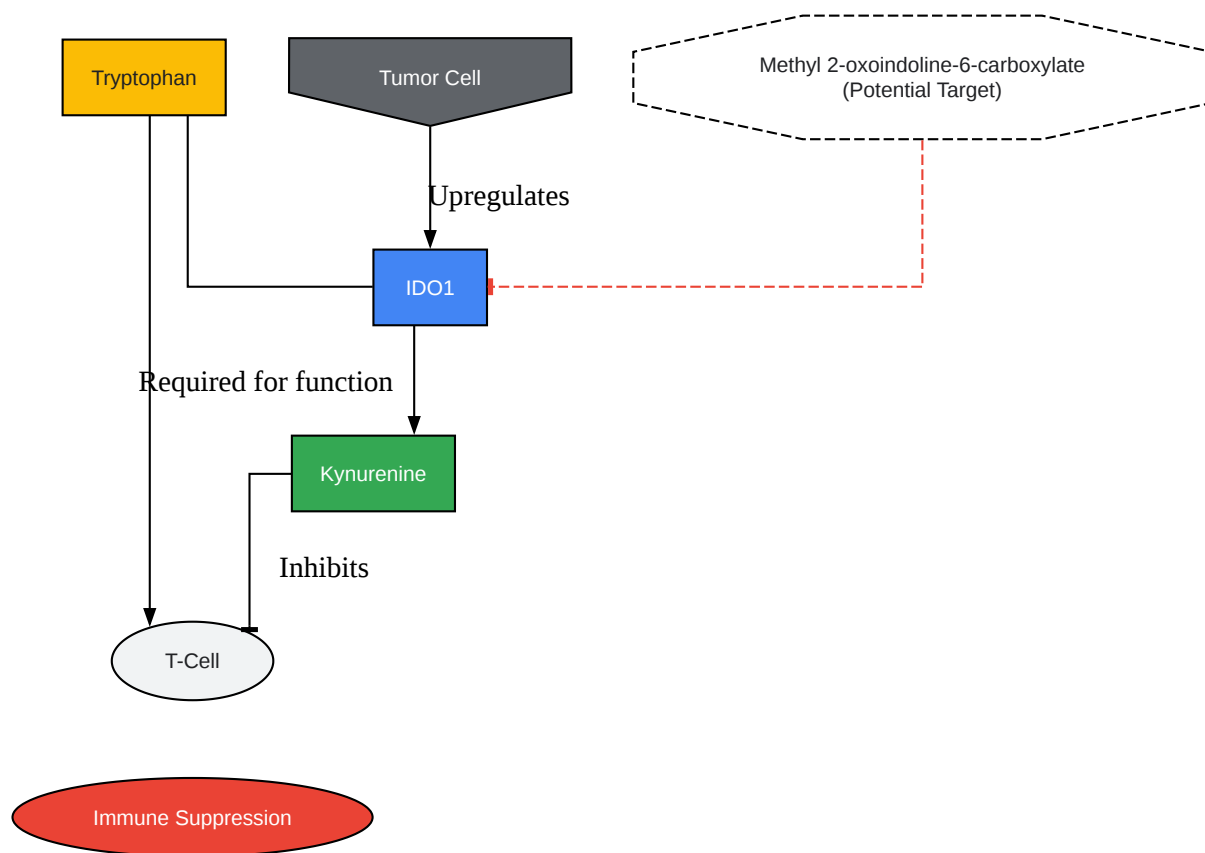 Tryptophan
Tumor Cell
Methyl 2-oxoindoline-6-carboxylate
(Potential Target)
Upregulates
IDO1
Required for function
Kynurenine
Inhibits
T-Cell
Immune Suppression